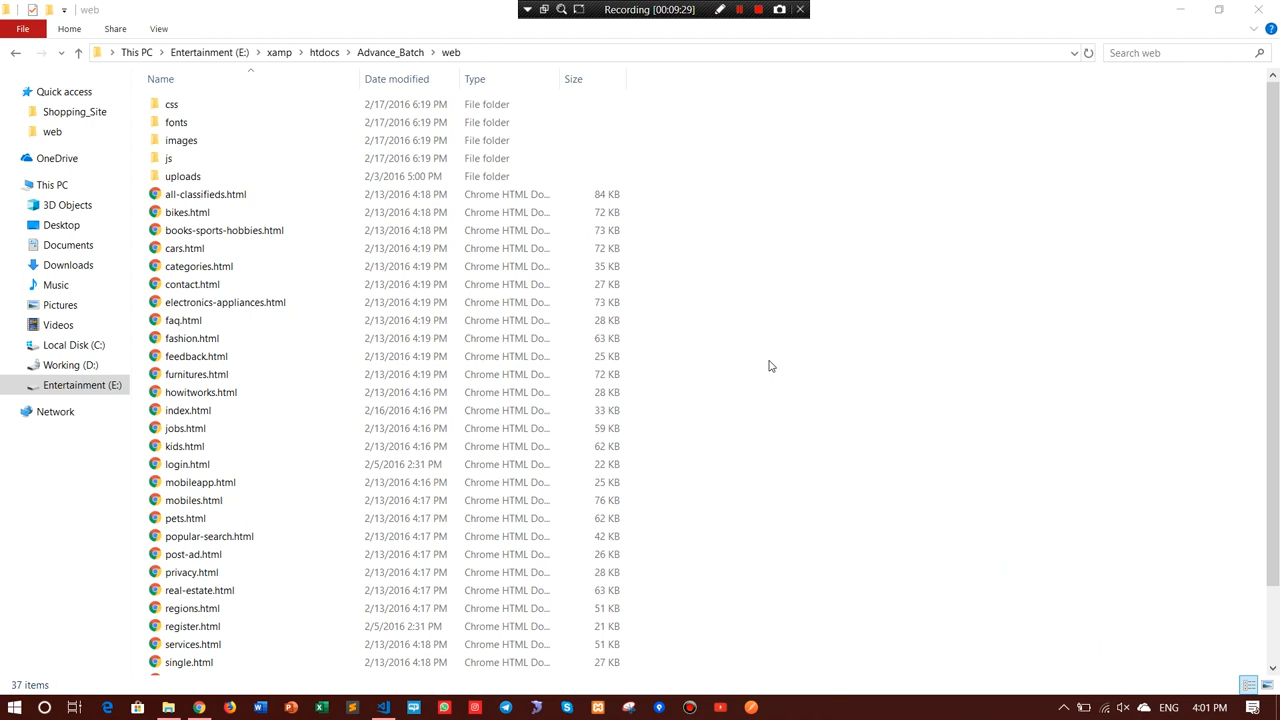 web
Recording [00:09:29]
File
Home
Share
View
This PC
Entertainment (E:)
xamp
htdocs
Advance_Batch
web
Search web
Name
Date modified
Type
Size
Quick access
Shopping_Site
web
OneDrive
This PC
3D Objects
Desktop
Documents
Downloads
Music
Pictures
Videos
Local Disk (C:)
Working (D:)
Entertainment (E:)
Network
css 2/17/2016 6:19 PM File folder
fonts 2/17/2016 6:19 PM File folder
images 2/17/2016 6:19 PM File folder
js 2/17/2016 6:19 PM File folder
uploads 2/3/2016 5:00 PM File folder
all-classifieds.html 2/13/2016 4:18 PM Chrome HTML Do... 84 KB
bikes.html 2/13/2016 4:18 PM Chrome HTML Do... 72 KB
books-sports-hobbies.html 2/13/2016 4:18 PM Chrome HTML Do... 73 KB
cars.html 2/13/2016 4:19 PM Chrome HTML Do... 72 KB
categories.html 2/13/2016 4:19 PM Chrome HTML Do... 35 KB
contact.html 2/13/2016 4:19 PM Chrome HTML Do... 27 KB
electronics-appliances.html 2/13/2016 4:19 PM Chrome HTML Do... 73 KB
faq.html 2/13/2016 4:19 PM Chrome HTML Do... 28 KB
fashion.html 2/13/2016 4:19 PM Chrome HTML Do... 63 KB
feedback.html 2/13/2016 4:19 PM Chrome HTML Do... 25 KB
furnitures.html 2/13/2016 4:19 PM Chrome HTML Do... 72 KB
howitworks.html 2/13/2016 4:16 PM Chrome HTML Do... 28 KB
index.html 2/16/2016 4:16 PM Chrome HTML Do... 33 KB
jobs.html 2/13/2016 4:16 PM Chrome HTML Do... 59 KB
kids.html 2/13/2016 4:16 PM Chrome HTML Do... 62 KB
login.html 2/5/2016 2:31 PM Chrome HTML Do... 22 KB
mobileapp.html 2/13/2016 4:16 PM Chrome HTML Do... 25 KB
mobiles.html 2/13/2016 4:17 PM Chrome HTML Do... 76 KB
pets.html 2/13/2016 4:17 PM Chrome HTML Do... 62 KB
popular-search.html 2/13/2016 4:17 PM Chrome HTML Do... 42 KB
post-ad.html 2/13/2016 4:17 PM Chrome HTML Do... 26 KB
privacy.html 2/13/2016 4:17 PM Chrome HTML Do... 28 KB
real-estate.html 2/13/2016 4:17 PM Chrome HTML Do... 63 KB
regions.html 2/13/2016 4:17 PM Chrome HTML Do... 51 KB
register.html 2/5/2016 2:31 PM Chrome HTML Do... 21 KB
services.html 2/13/2016 4:18 PM Chrome HTML Do... 51 KB
single.html 2/13/2016 4:18 PM Chrome HTML Do... 27 KB
37 items
4:01 PM